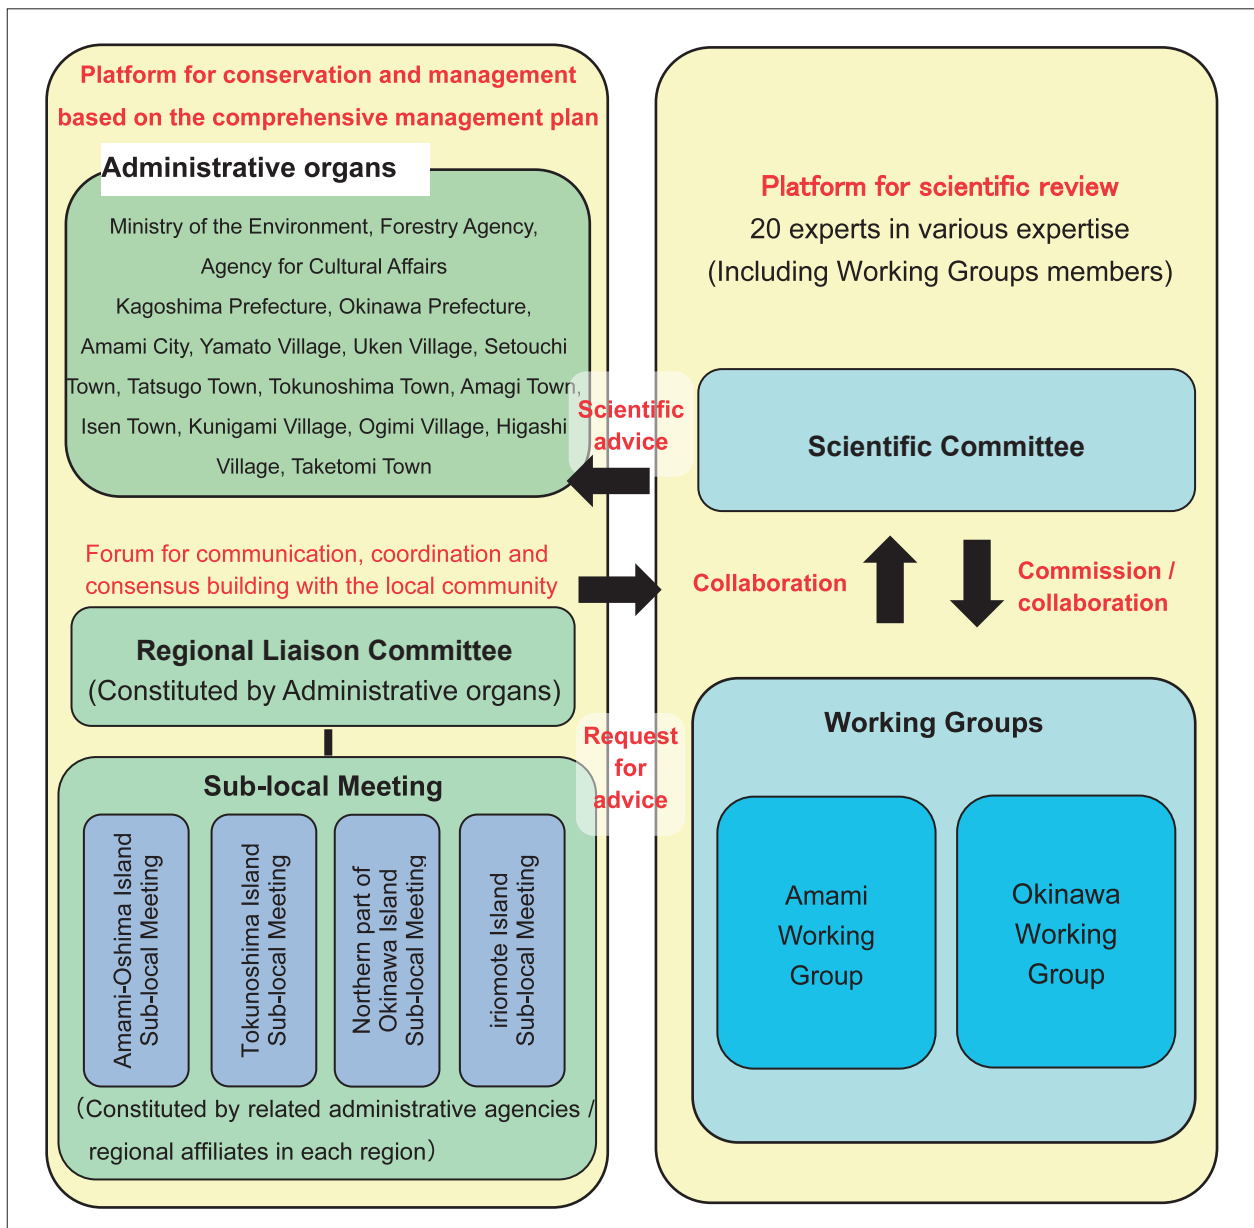 Platform for conservation and management
based on the comprehensive management plan
Administrative organs
Ministry of the Environment, Forestry Agency,
Agency for Cultural Affairs
Kagoshima Prefecture, Okinawa Prefecture,
Amami City, Yamato Village, Uken Village, Setouchi
Town, Tatsugo Town, Tokunoshima Town, Amagi Town,
Isen Town, Kunigami Village, Ogimi Village, Higashi
Village, Taketomi Town
Forum for communication, coordination and
consensus building with the local community
Regional Liaison Committee
(Constituted by Administrative organs)
Sub-local Meeting
Amami-Oshima Island
Sub-local Meeting
Tokunoshima Island
Sub-local Meeting
Northern part of
Okinawa Island
Sub-local Meeting
iriomote Island
Sub-local Meeting
（Constituted by related administrative agencies /
regional affiliates in each region）
Scientific
advice
Request
for
advice
Platform for scientific review
20 experts in various expertise
(Including Working Groups members)
Scientific Committee
Collaboration
Commission /
collaboration
Working Groups
Amami
Working
Group
Okinawa
Working
Group